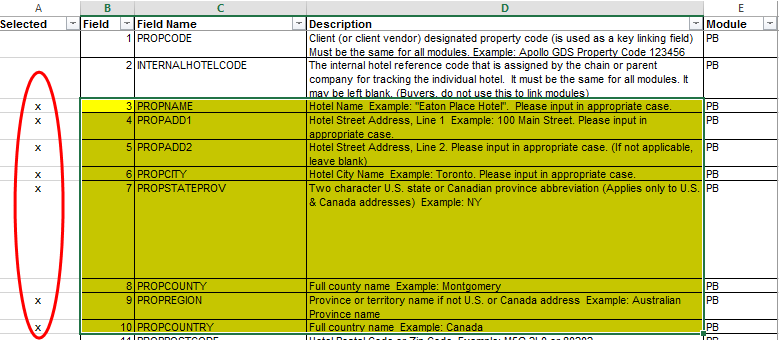 A B C D E
Selected Field Field Name Description Module
1 PROPCODE Client (or client vendor) designated property code (is used as a key linking field) PB
Must be the same for all modules. Example: Apollo GDS Property Code 123456
2 INTERNALHOTELCODE The internal hotel reference code that is assigned by the chain or parent PB
company for tracking the individual hotel. It must be the same for all modules. It
may be left blank. (Buyers, do not use this to link modules)
x 3 PROPNAME Hotel Name Example: "Eaton Place Hotel". Please input in appropriate case. PB
x 4 PROPADD1 Hotel Street Address, Line 1 Example: 100 Main Street. Please input in PB
appropriate case.
x 5 PROPADD2 Hotel Street Address, Line 2. Please input in appropriate case. (If not applicable, PB
leave blank)
x 6 PROPCITY Hotel City Name Example: Toronto. Please input in appropriate case. PB
x 7 PROPSTATEPROV Two character U.S. state or Canadian province abbreviation (Applies only to U.S. PB
& Canada addresses) Example: NY
8 PROPCOUNTY Full county name Example: Montgomery PB
x 9 PROPREGION Province or territory name if not U.S. or Canada address Example: Australian PB
Province name
x 10 PROPCOUNTRY Full country name Example: Canada PB